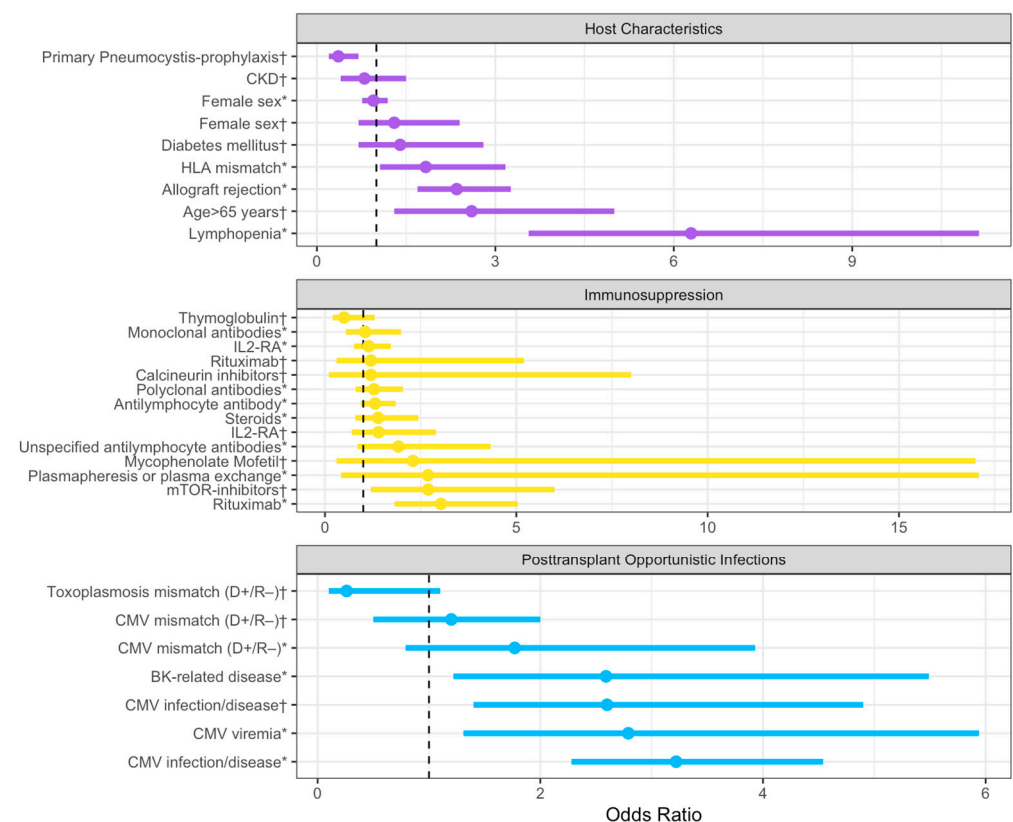 Host Characteristics
Primary Pneumocystis-prophylaxis†
CKD†
Female sex*
Female sex†
Diabetes mellitus†
HLA mismatch*
Allograft rejection*
Age>65 years†
Lymphopenia*
0 3 6 9
Immunosuppression
Thymoglobulin†
Monoclonal antibodies*
IL2-RA*
Rituximab†
Calcineurin inhibitors†
Polyclonal antibodies*
Antilymphocyte antibody*
Steroids*
IL2-RA†
Unspecified antilymphocyte antibodies*
Mycophenolate Mofetil†
Plasmapheresis or plasma exchange*
mTOR-inhibitors†
Rituximab*
0 5 10 15
Posttransplant Opportunistic Infections
Toxoplasmosis mismatch (D+/R–)†
CMV mismatch (D+/R–)†
CMV mismatch (D+/R–)*
BK-related disease*
CMV infection/disease†
CMV viremia*
CMV infection/disease*
0 2 4 6
Odds Ratio